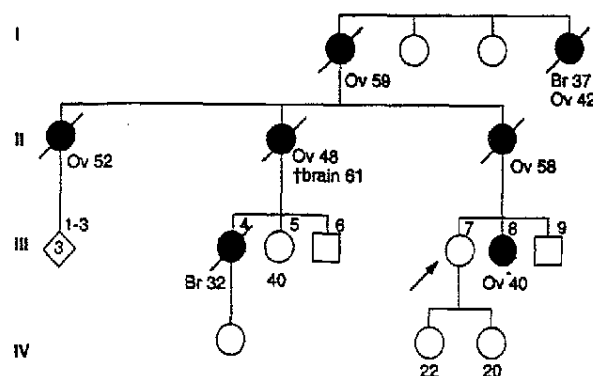 I
Ov 59
Br 37
Ov 42
II
Ov 52
Ov 48
†brain 61
Ov 58
1-3
3
4
5
6
7
8
9
III
Br 32
40
Ov 40
IV
22
20